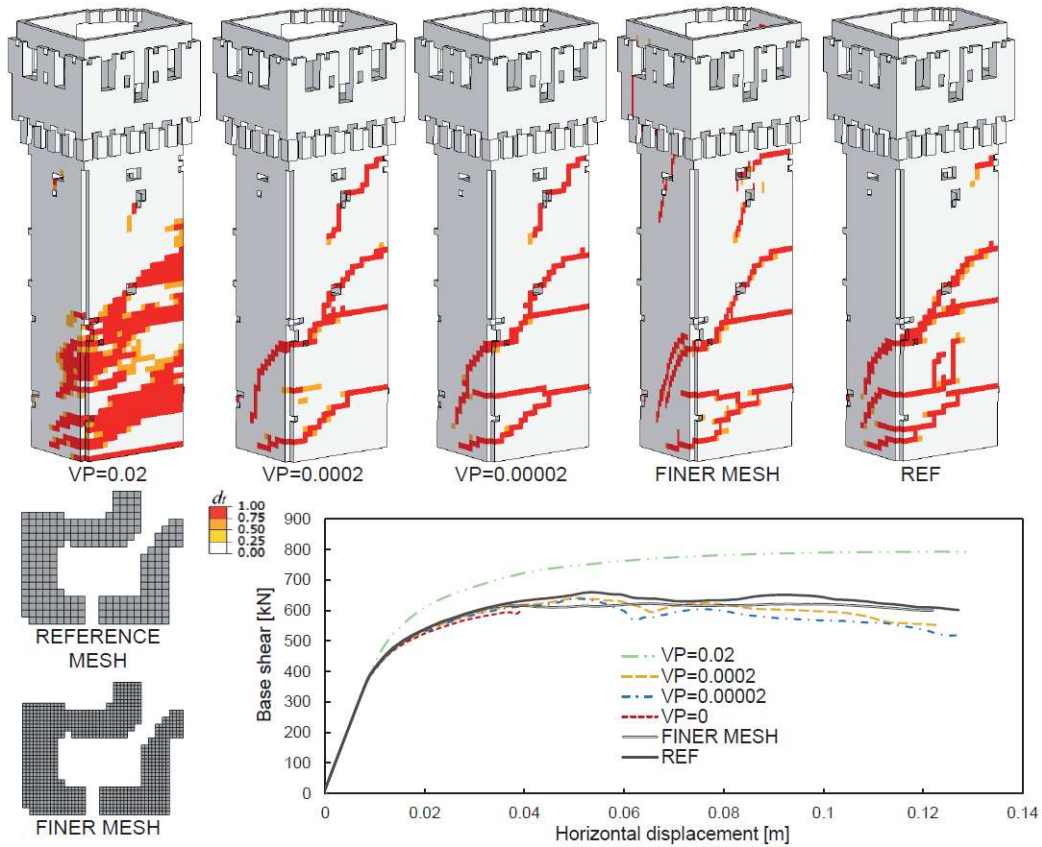 VP=0.02 VP=0.0002 VP=0.00002 FINER MESH REF
REFERENCE
MESH
FINER MESH
dt
1.00
0.75
0.50
0.25
0.00
900
800
700
600
500
400
300
200
100
0
Base shear [kN]
VP=0.02
VP=0.0002
VP=0.00002
VP=0
FINER MESH
REF
0 0.02 0.04 0.06 0.08 0.1 0.12 0.14
Horizontal displacement [m]